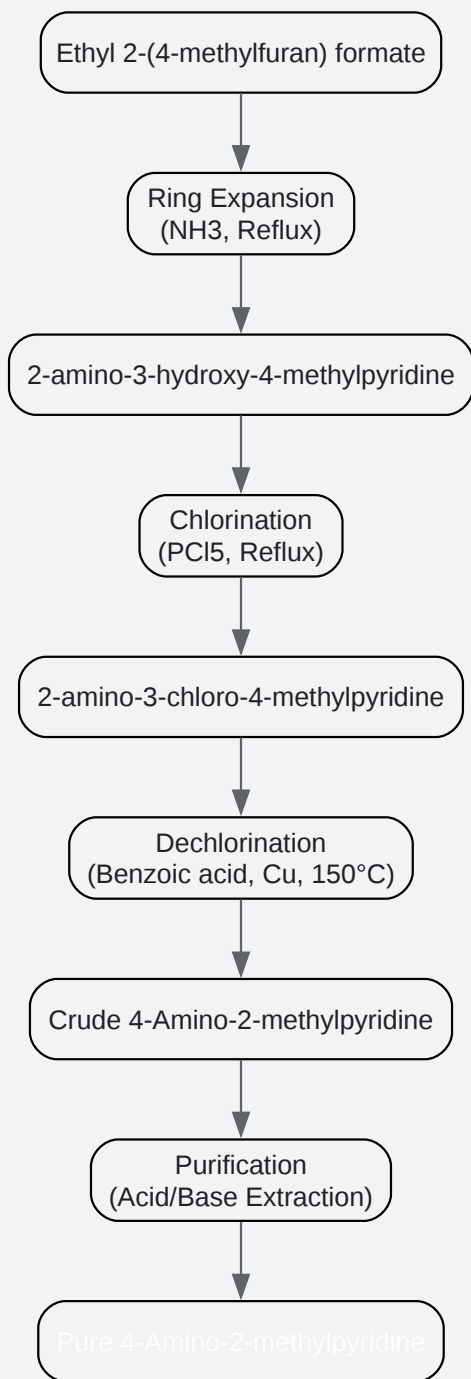 Ethyl 2-(4-methylfuran) formate
Ring Expansion
(NH3, Reflux)
2-amino-3-hydroxy-4-methylpyridine
Chlorination
(PCl5, Reflux)
2-amino-3-chloro-4-methylpyridine
Dechlorination
(Benzoic acid, Cu, 150°C)
Crude 4-Amino-2-methylpyridine
Purification
(Acid/Base Extraction)
Pure 4-Amino-2-methylpyridine